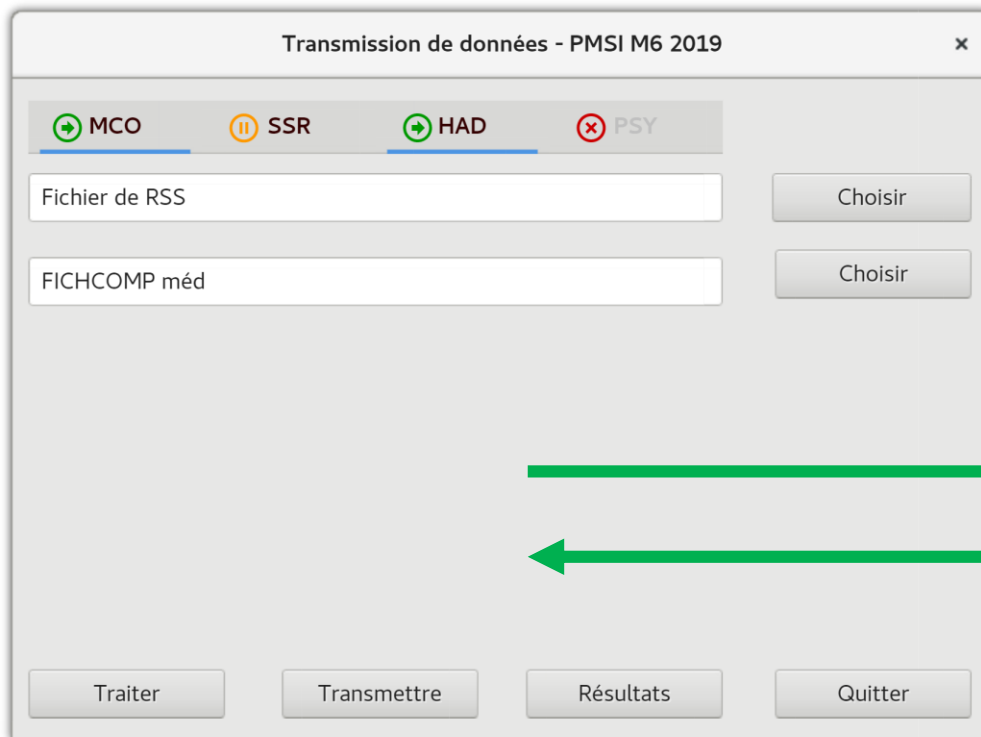 Transmission de données - PMSI M6 2019
MCO SSR HAD PSY
Fichier de RSS Choisir
FICHCOMP méd Choisir
Traiter Transmettre Résultats Quitter